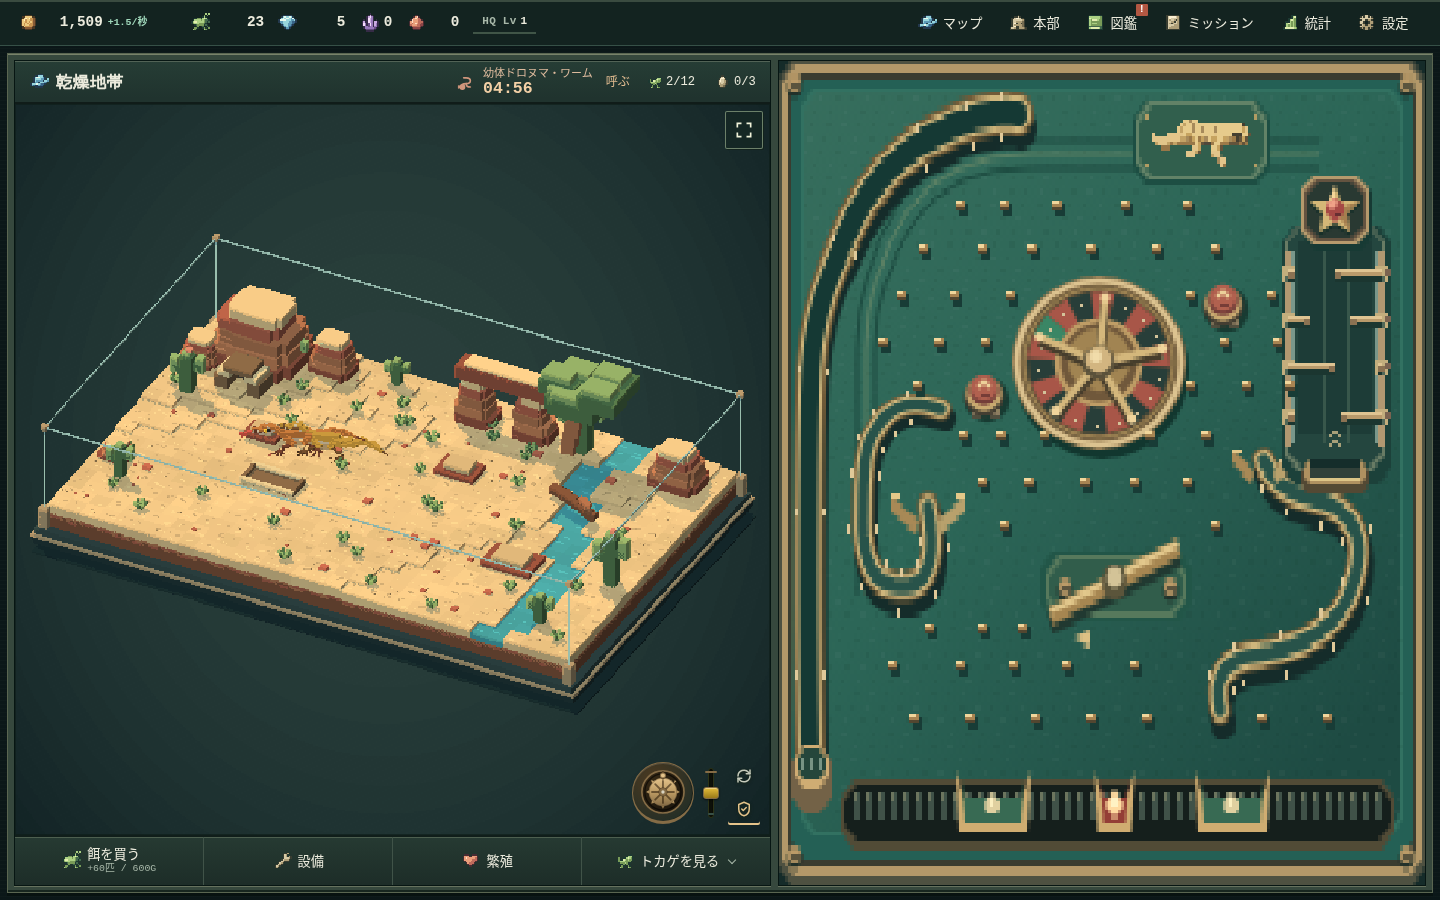 1,509 +1.5/秒
23
5
0
0
HQ Lv 1
マップ
本部
図鑑
!
ミッション
統計
設定
乾燥地帯
幼体ドロヌマ・ワーム
04:56
呼ぶ
2/12
0/3
餌を買う
+60匹 / 600G
設備
繁殖
トカゲを見る